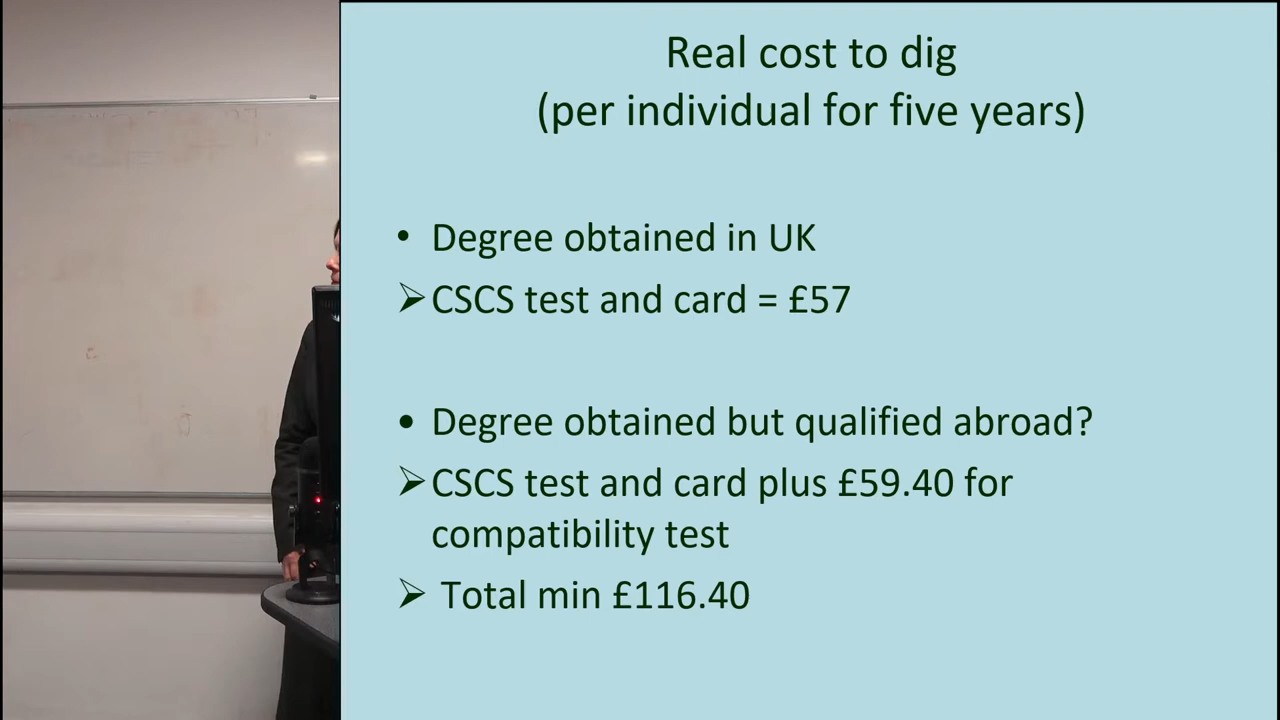 Real cost to dig
(per individual for five years)
• Degree obtained in UK
➢CSCS test and card = £57
• Degree obtained but qualified abroad?
➢CSCS test and card plus £59.40 for
compatibility test
➢ Total min £116.40